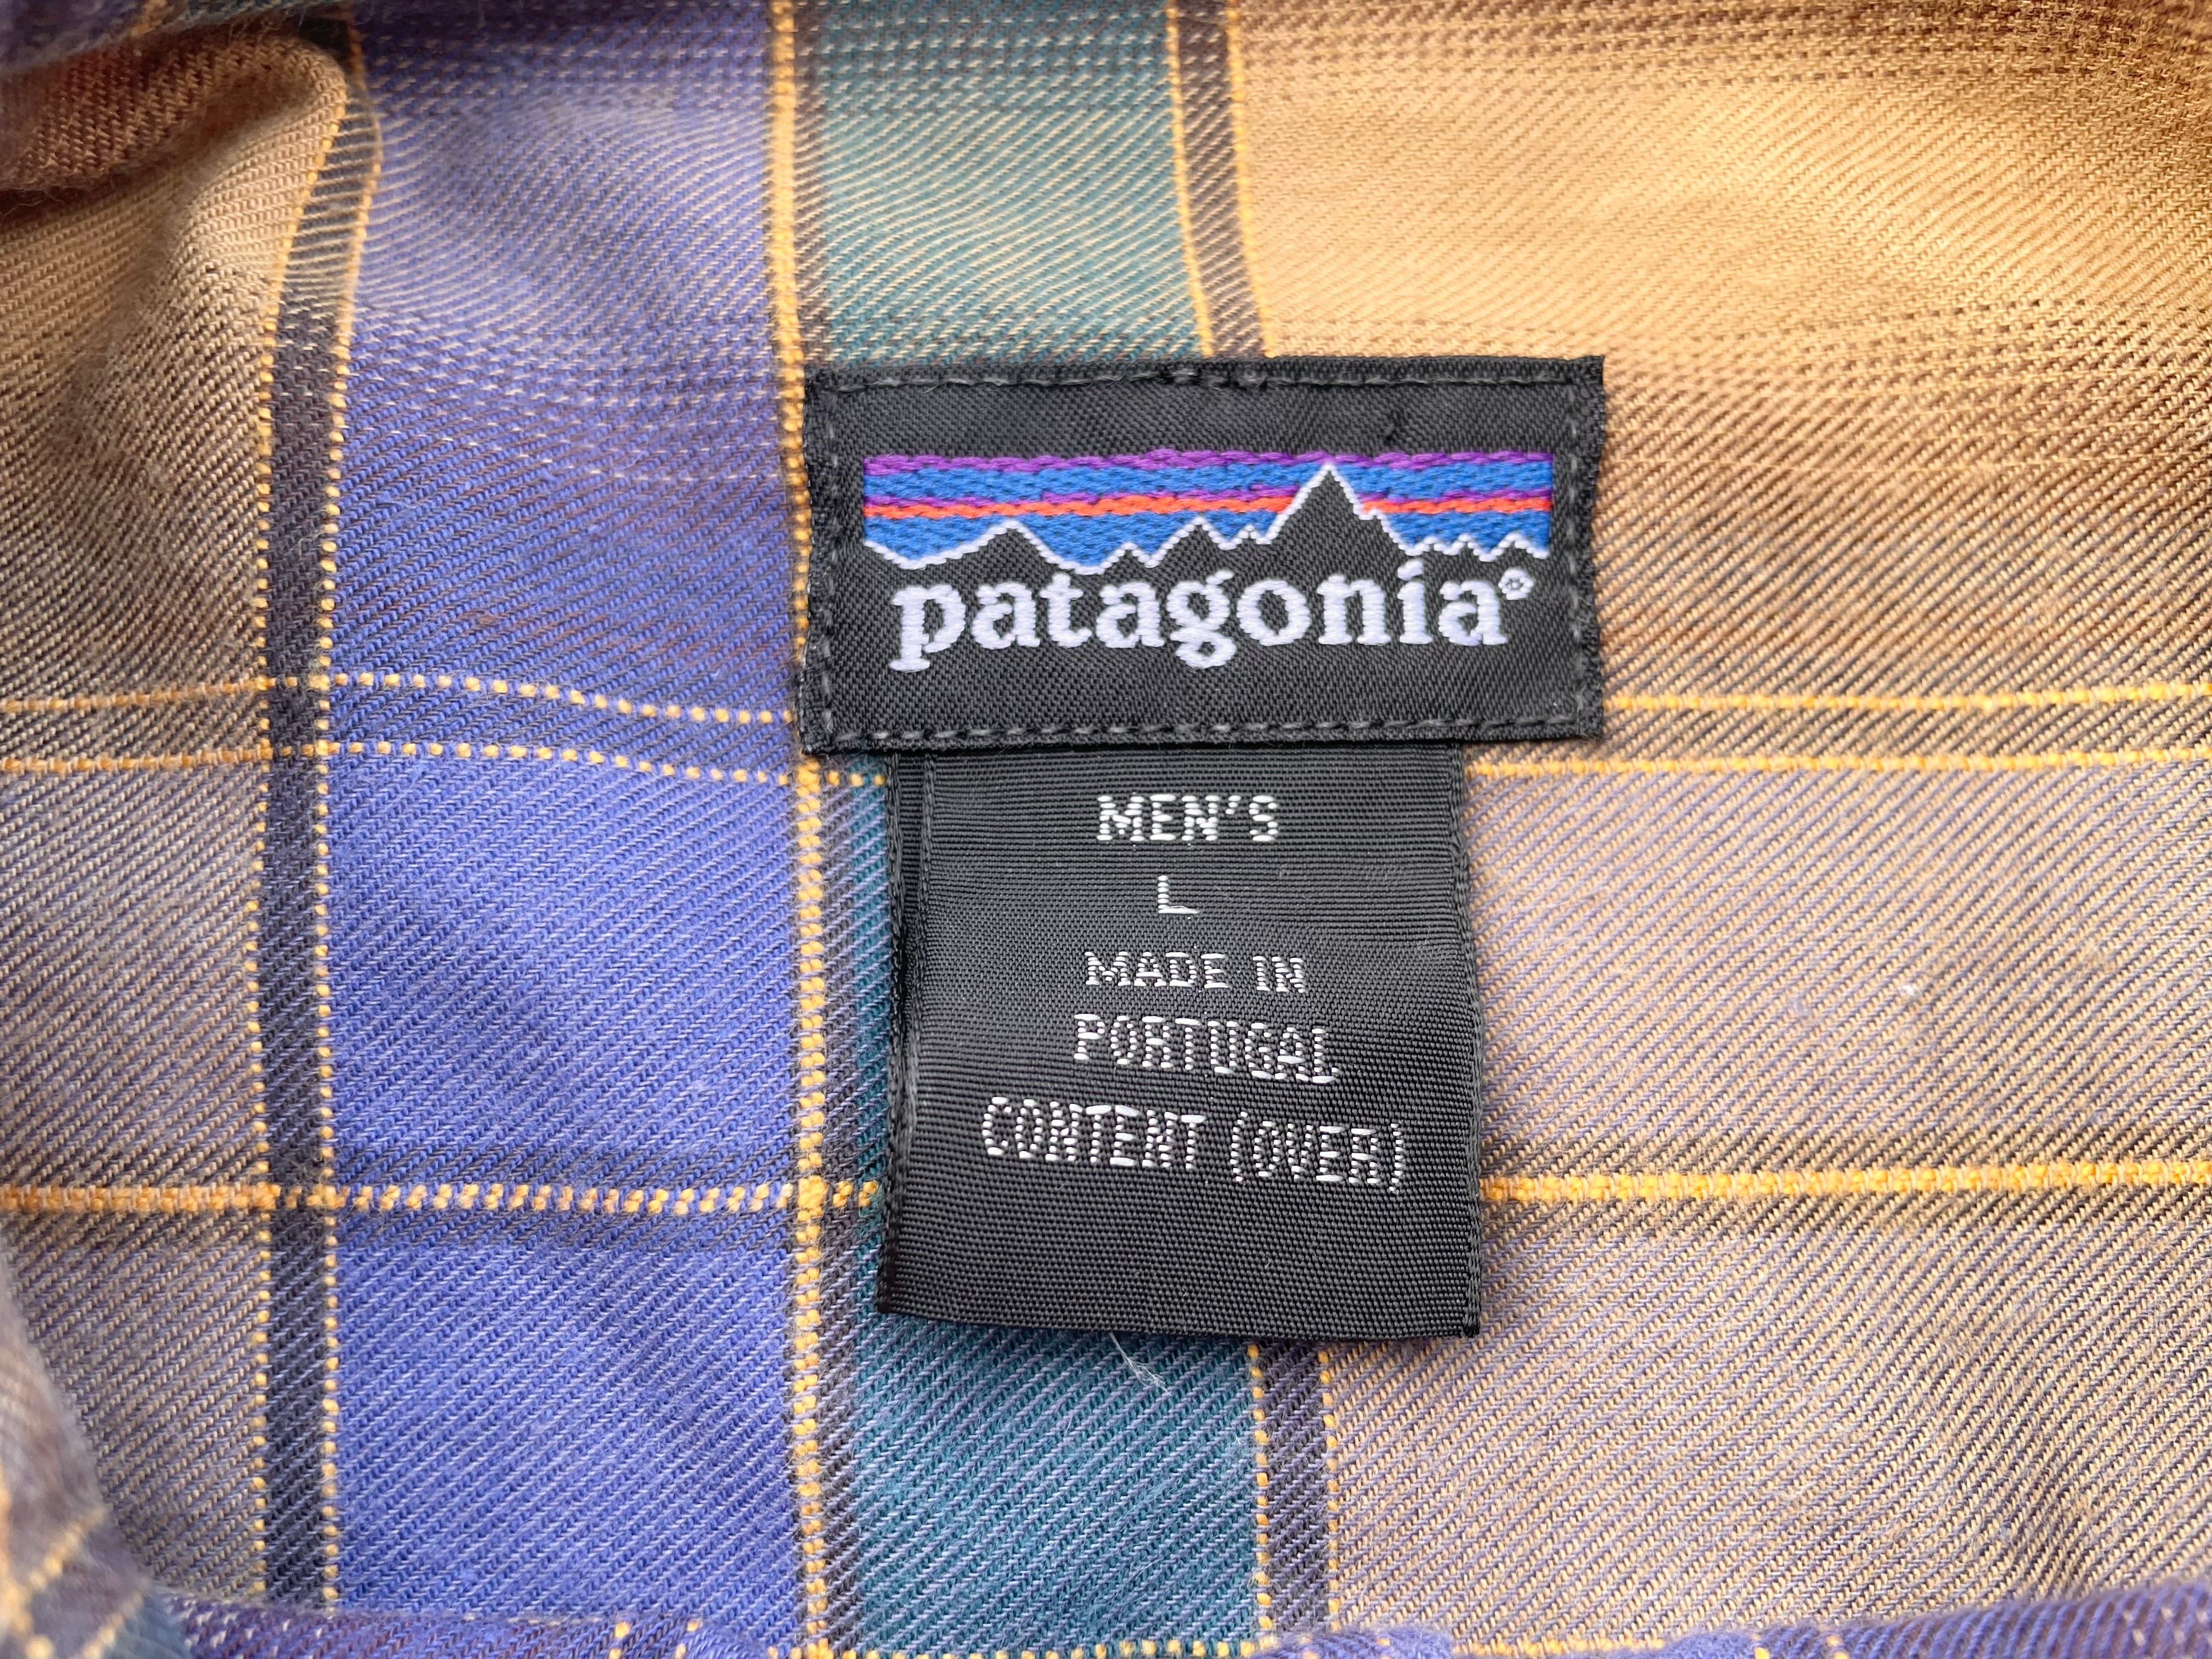 patagonia®
MEN'S
L
MADE IN
PORTUGAL
CONTENT (OVER)